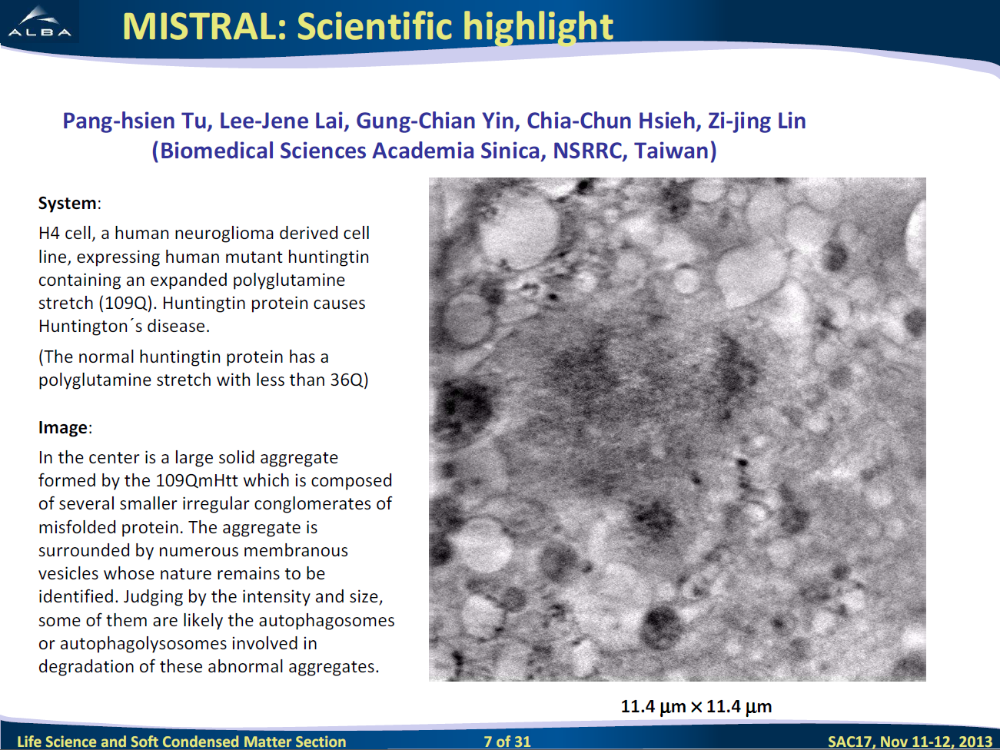 ALBA
MISTRAL: Scientific highlight
Pang-hsien Tu, Lee-Jene Lai, Gung-Chian Yin, Chia-Chun Hsieh, Zi-jing Lin
(Biomedical Sciences Academia Sinica, NSRRC, Taiwan)
System:
H4 cell, a human neuroglioma derived cell
line, expressing human mutant huntingtin
containing an expanded polyglutamine
stretch (109Q). Huntingtin protein causes
Huntington´s disease.
(The normal huntingtin protein has a
polyglutamine stretch with less than 36Q)
Image:
In the center is a large solid aggregate
formed by the 109QmHtt which is composed
of several smaller irregular conglomerates of
misfolded protein. The aggregate is
surrounded by numerous membranous
vesicles whose nature remains to be
identified. Judging by the intensity and size,
some of them are likely the autophagosomes
or autophagolysosomes involved in
degradation of these abnormal aggregates.
11.4 µm × 11.4 µm
Life Science and Soft Condensed Matter Section
7 of 31
SAC17, Nov 11-12, 2013